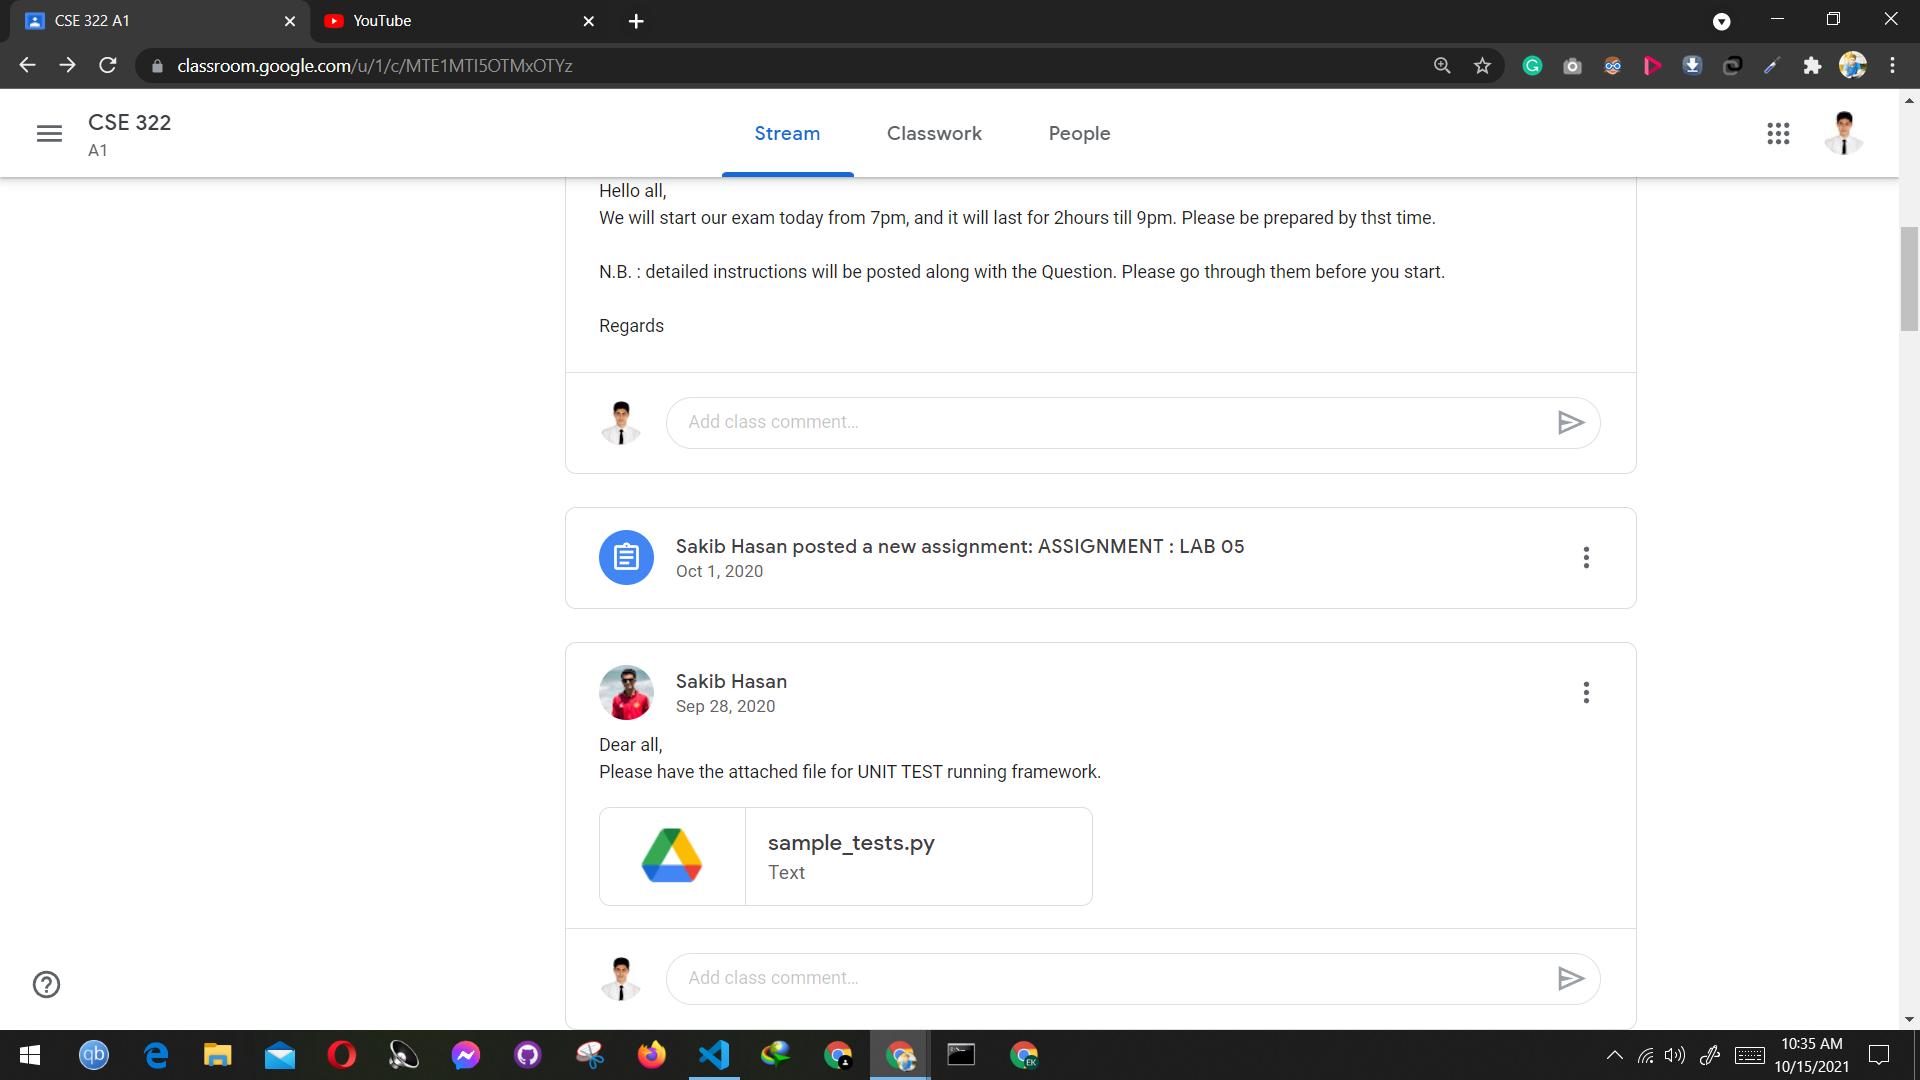 CSE 322 A1
YouTube
classroom.google.com/u/1/c/MTE1MTI5OTMxOTYz
CSE 322
A1
Stream
Classwork
People
Hello all,
We will start our exam today from 7pm, and it will last for 2hours till 9pm. Please be prepared by thst time.
N.B. : detailed instructions will be posted along with the Question. Please go through them before you start.
Regards
Add class comment...
Sakib Hasan posted a new assignment: ASSIGNMENT : LAB 05
Oct 1, 2020
Sakib Hasan
Sep 28, 2020
Dear all,
Please have the attached file for UNIT TEST running framework.
sample_tests.py
Text
Add class comment...
qb
EK
10:35 AM
10/15/2021